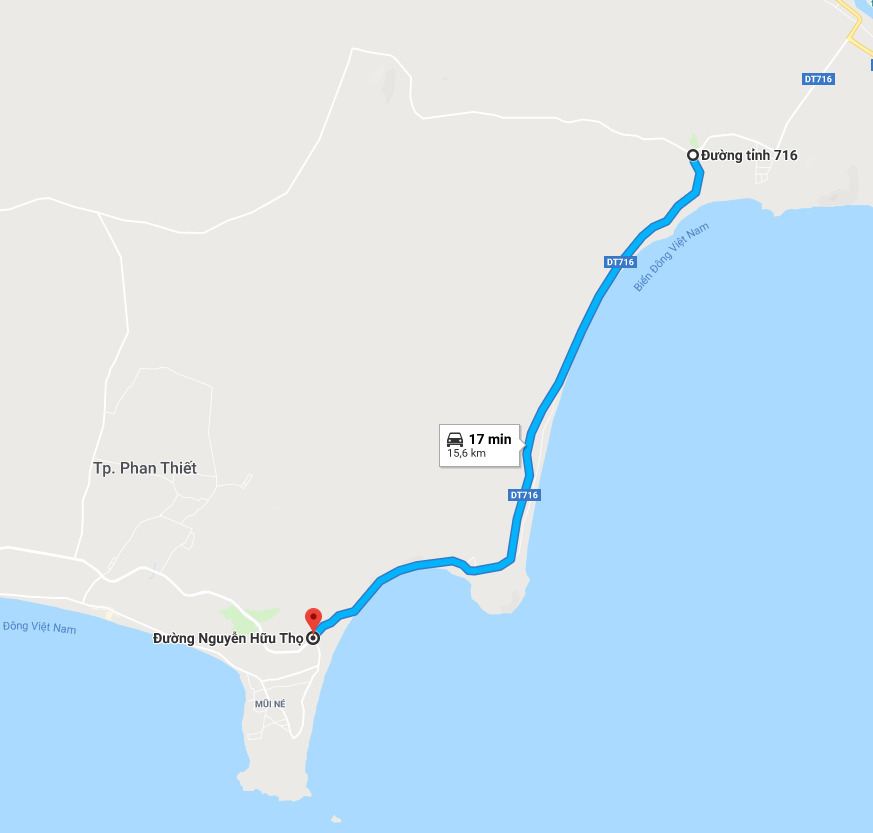 DT716
Đường tỉnh 716
Biển Đông Việt Nam
DT716
17 min
15,6 km
Tp. Phan Thiết
DT716
Đông Việt Nam
Đường Nguyễn Hữu Thọ
MŨI NÉ